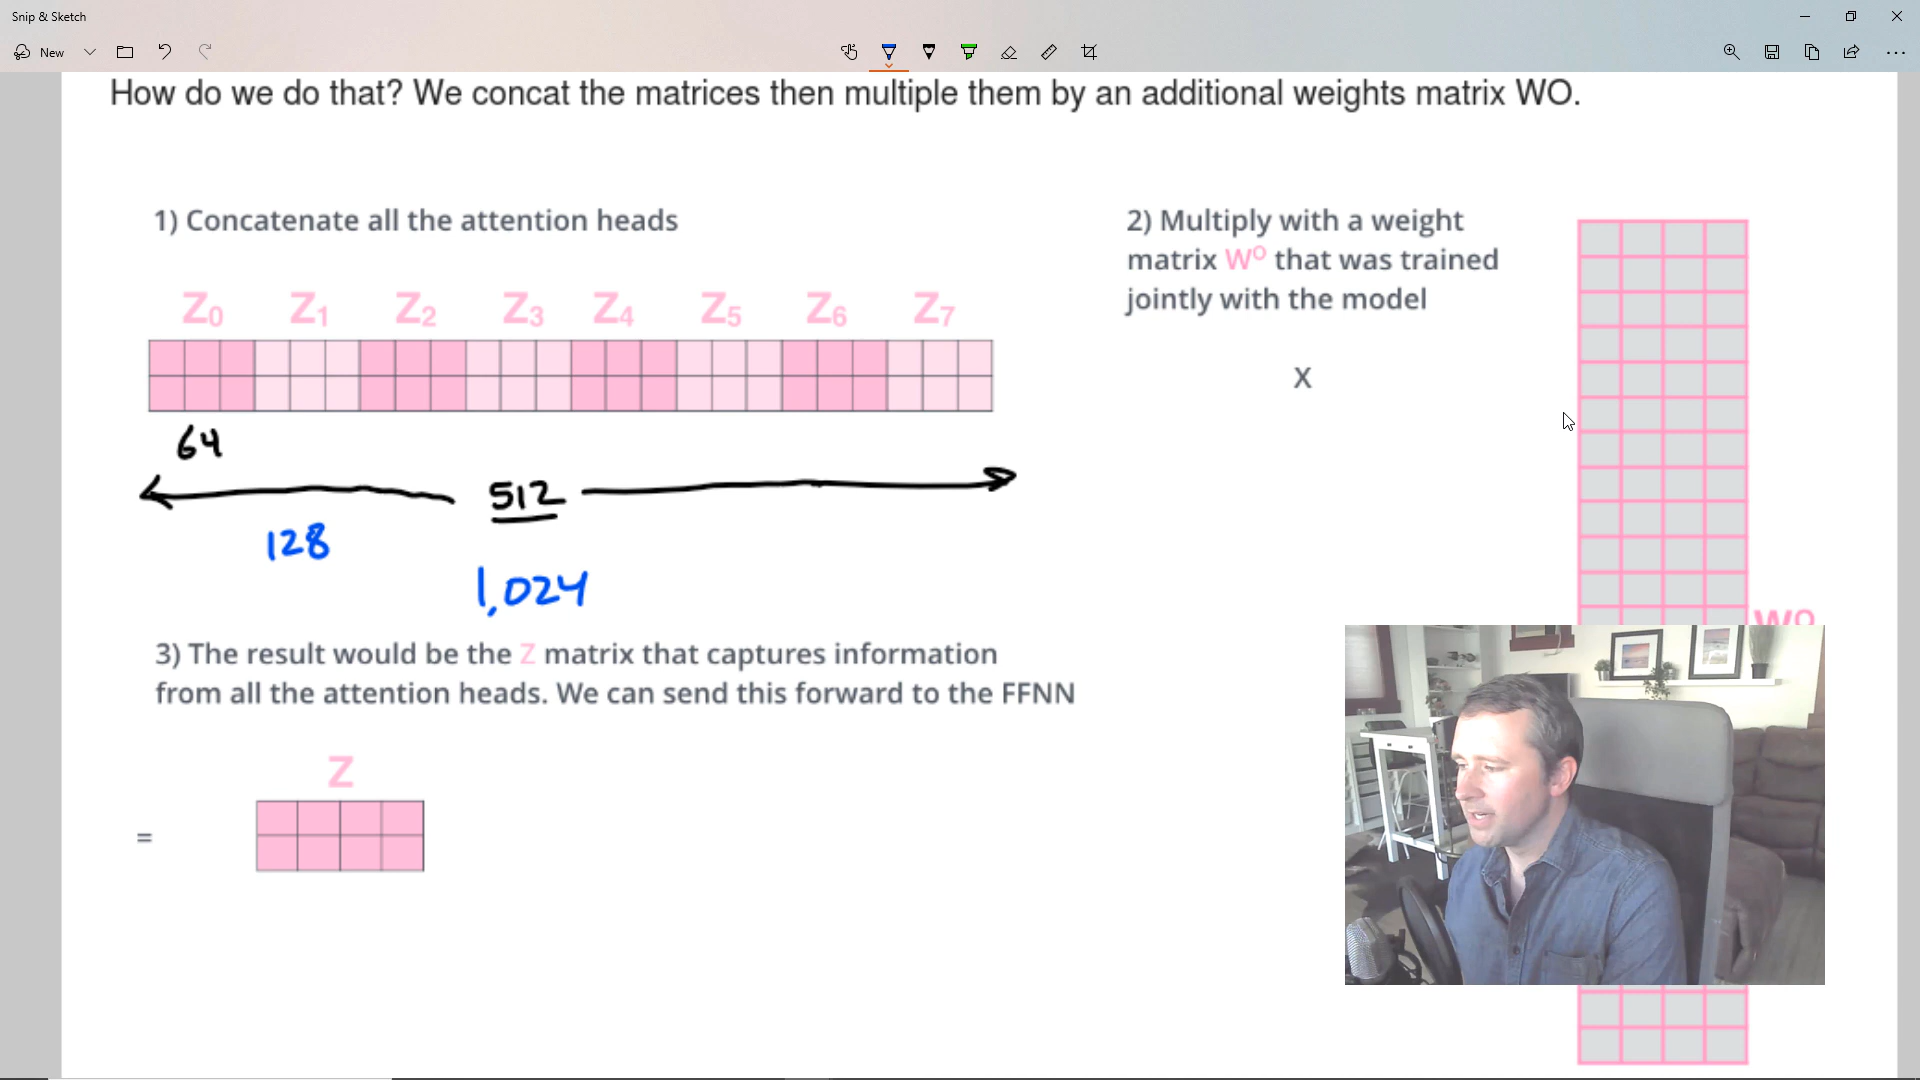 Snip & Sketch
New
How do we do that? We concat the matrices then multiple them by an additional weights matrix WO.
1) Concatenate all the attention heads
2) Multiply with a weight
matrix Wᴼ that was trained
jointly with the model
Z₀ Z₁ Z₂ Z₃ Z₄ Z₅ Z₆ Z₇
X
64
512
128
1,024
Wᴼ
3) The result would be the Z matrix that captures information
from all the attention heads. We can send this forward to the FFNN
Z
=